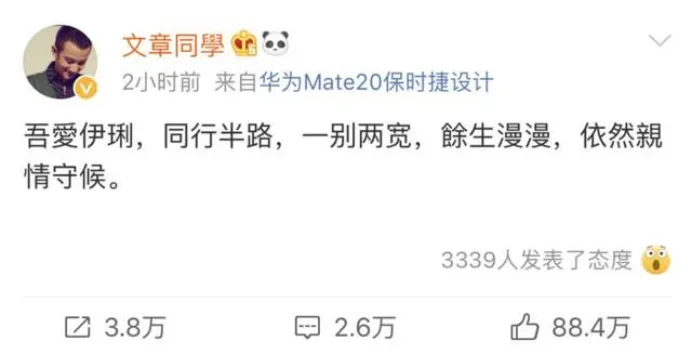 文章同學
2小时前 来自华为Mate20保时捷设计
吾愛伊琍，同行半路，一别两宽，餘生漫漫，依然親
情守候。
3339人发表了态度
3.8万 2.6万 88.4万